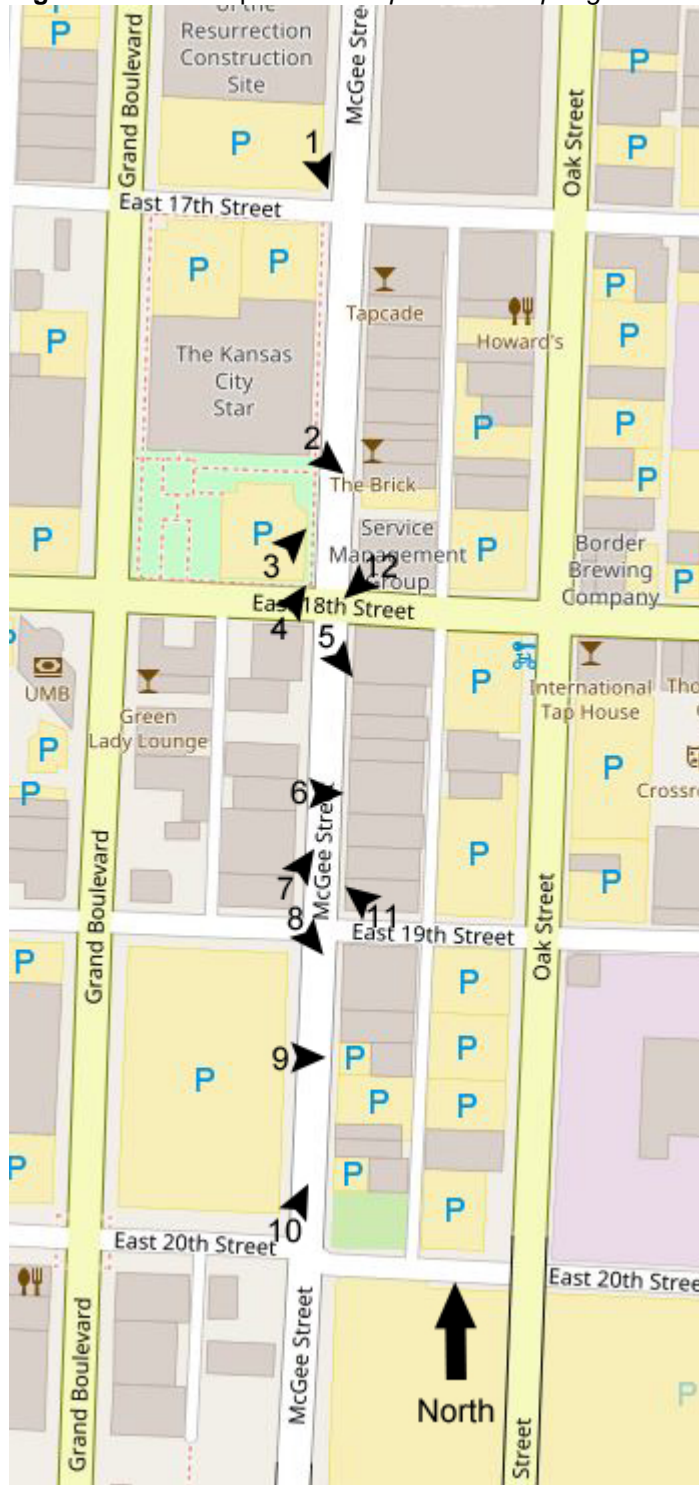 of the
Resurrection
Construction
Site
McGee Street
Grand Boulevard
Oak Street
P
P
P
P
1
East 17th Street
P
P
P
P
P
Tapcade
Howard's
The Kansas
City
Star
P
P
P
2
The Brick
P
P
3
P
Service
Management
Group
P
Border
Brewing
Company
P
12
East 18th Street
4
5
UMB
Green
Lady Lounge
P
International
Tap House
P
P
P
6
McGee Street
P
P
P
7
Grand Boulevard
8
11
East 19th Street
Oak Street
P
P
P
9
P
P
P
P
P
P
P
10
P
East 20th Street
East 20th Stree
McGee Street
Grand Boulevard
North
P
Street